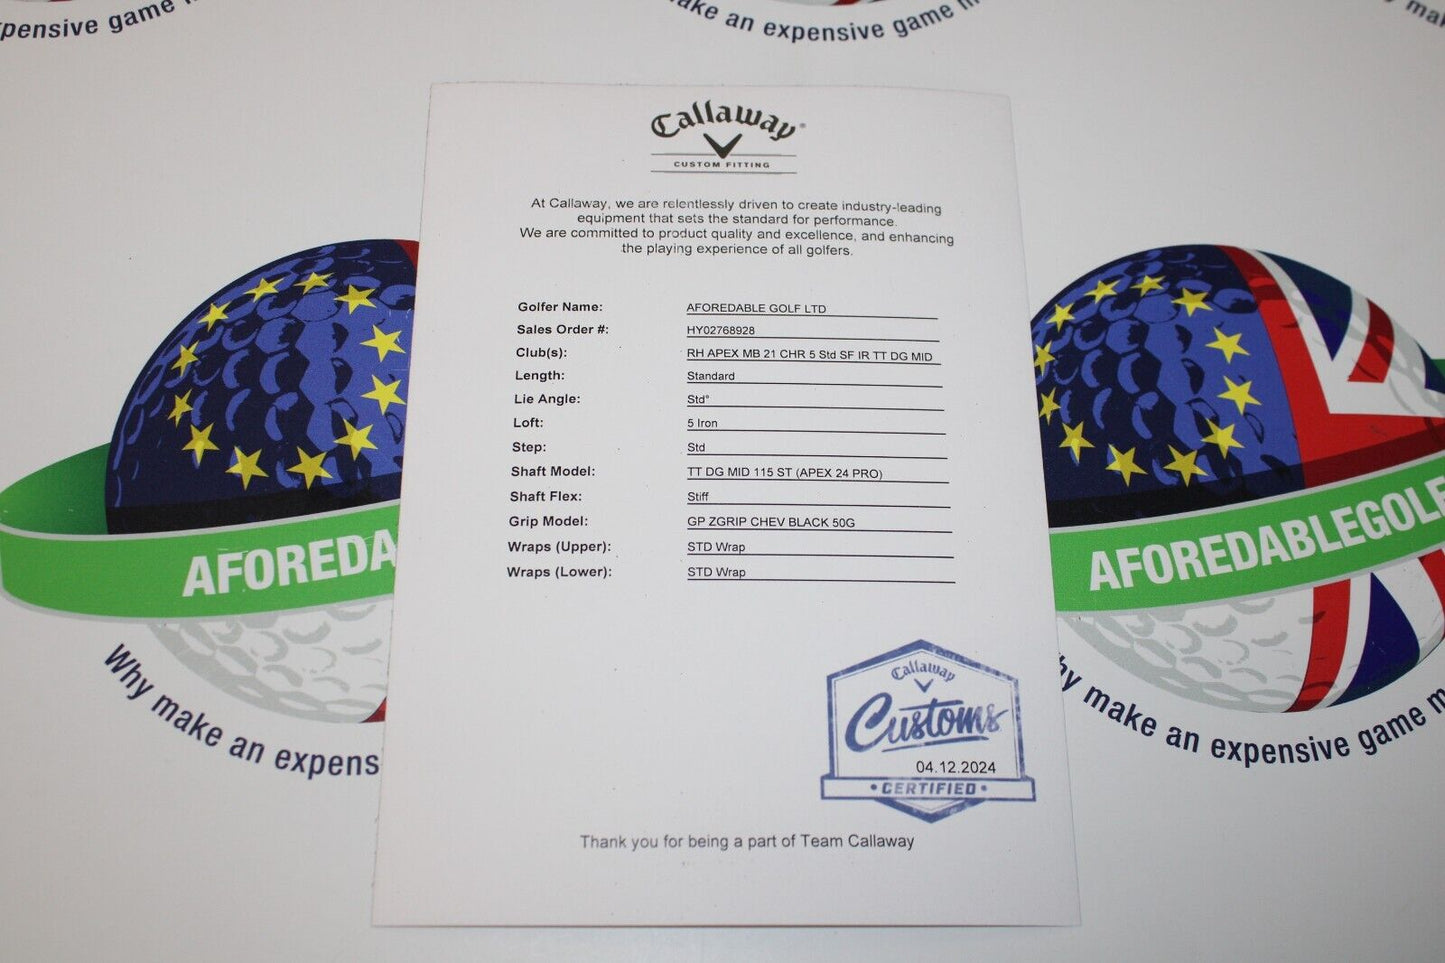 pensive game m
ake an expensive game m
y mak
Callaway
CUSTOM FITTING
At Callaway, we are relentlessly driven to create industry-leading
equipment that sets the standard for performance.
We are committed to product quality and excellence, and enhancing
the playing experience of all golfers.
Golfer Name: AFOREDABLE GOLF LTD
Sales Order #: HY02768928
Club(s): RH APEX MB 21 CHR 5 Std SF IR TT DG MID
Length: Standard
Lie Angle: Std°
Loft: 5 Iron
Step: Std
Shaft Model: TT DG MID 115 ST (APEX 24 PRO)
Shaft Flex: Stiff
Grip Model: GP ZGRIP CHEV BLACK 50G
Wraps (Upper): STD Wrap
Wraps (Lower): STD Wrap
Callaway
Customs
04.12.2024
• CERTIFIED •
Thank you for being a part of Team Callaway
AFOREDA
Why make an expens
AFOREDABLEGOLF
hy make an expensive game m